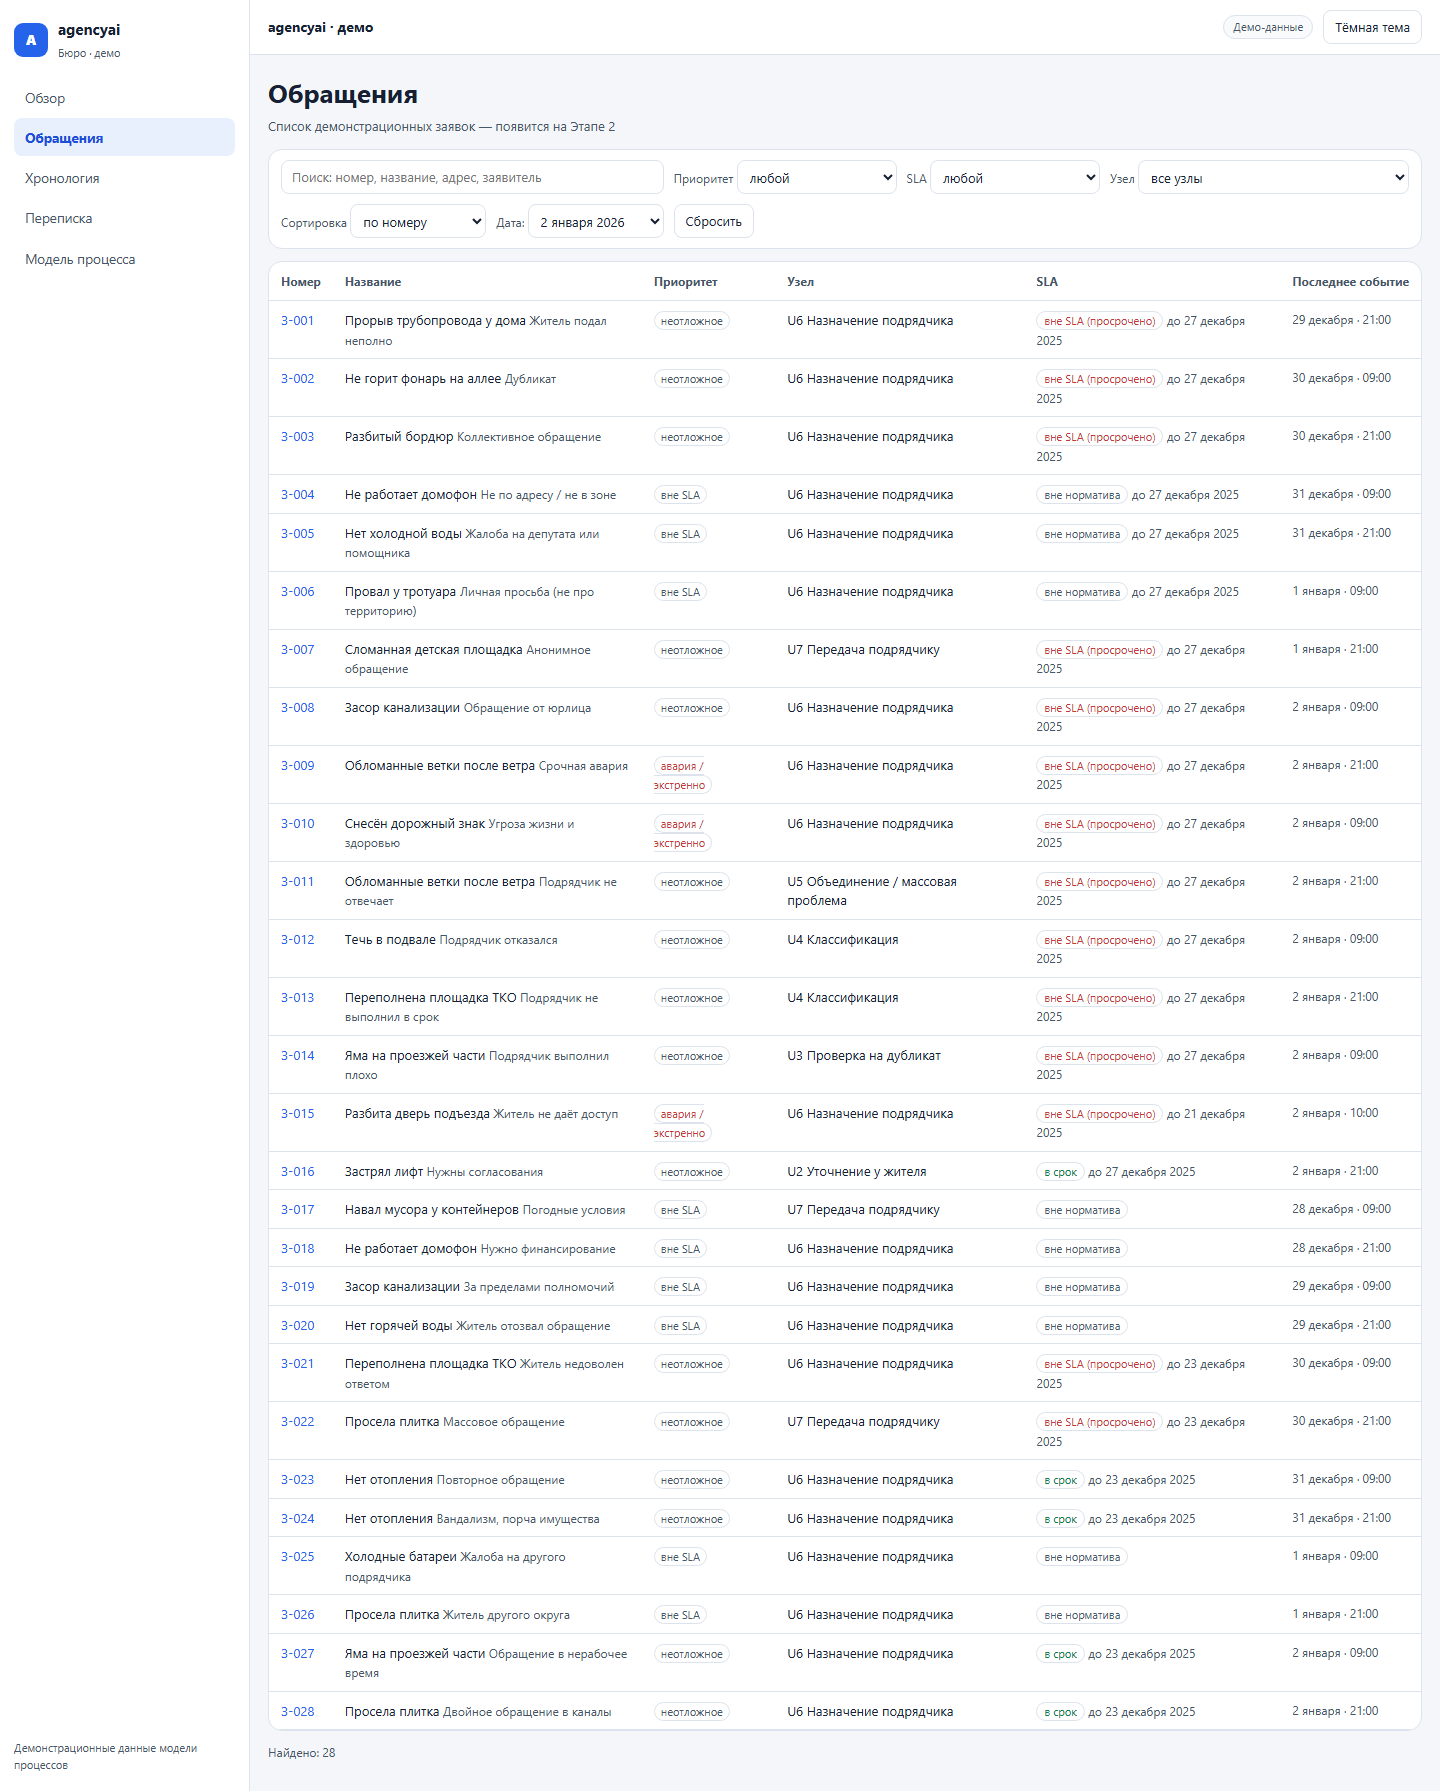 A
agencyai
Бюро · демо
Обзор
Обращения
Хронология
Переписка
Модель процесса
Демонстрационные данные модели
процессов
agencyai · демо
Демо-данные
Тёмная тема
Обращения
Список демонстрационных заявок — появится на Этапе 2
Поиск: номер, название, адрес, заявитель
Приоритет любой SLA любой Узел все узлы
Сортировка по номеру Дата: 2 января 2026 Сбросить
Номер Название Приоритет Узел SLA Последнее событие
З-001 Прорыв трубопровода у дома Житель подал неотложное U6 Назначение подрядчика вне SLA (просрочено) до 27 декабря 29 декабря · 21:00
неполно 2025
З-002 Не горит фонарь на аллее Дубликат неотложное U6 Назначение подрядчика вне SLA (просрочено) до 27 декабря 30 декабря · 09:00
2025
З-003 Разбитый бордюр Коллективное обращение неотложное U6 Назначение подрядчика вне SLA (просрочено) до 27 декабря 30 декабря · 21:00
2025
З-004 Не работает домофон Не по адресу / не в зоне вне SLA U6 Назначение подрядчика вне норматива до 27 декабря 2025 31 декабря · 09:00
З-005 Нет холодной воды Жалоба на депутата или вне SLA U6 Назначение подрядчика вне норматива до 27 декабря 2025 31 декабря · 21:00
помощника
З-006 Провал у тротуара Личная просьба (не про вне SLA U6 Назначение подрядчика вне норматива до 27 декабря 2025 1 января · 09:00
территорию)
З-007 Сломанная детская площадка Анонимное неотложное U7 Передача подрядчику вне SLA (просрочено) до 27 декабря 1 января · 21:00
обращение 2025
З-008 Засор канализации Обращение от юрлица неотложное U6 Назначение подрядчика вне SLA (просрочено) до 27 декабря 2 января · 09:00
2025
З-009 Обломанные ветки после ветра Срочная авария авария / U6 Назначение подрядчика вне SLA (просрочено) до 27 декабря 2 января · 21:00
экстренно 2025
З-010 Снесён дорожный знак Угроза жизни и авария / U6 Назначение подрядчика вне SLA (просрочено) до 27 декабря 2 января · 09:00
здоровью экстренно 2025
З-011 Обломанные ветки после ветра Подрядчик не неотложное U5 Объединение / массовая вне SLA (просрочено) до 27 декабря 2 января · 21:00
отвечает проблема 2025
З-012 Течь в подвале Подрядчик отказался неотложное U4 Классификация вне SLA (просрочено) до 27 декабря 2 января · 09:00
2025
З-013 Переполнена площадка ТКО Подрядчик не неотложное U4 Классификация вне SLA (просрочено) до 27 декабря 2 января · 21:00
выполнил в срок 2025
З-014 Яма на проезжей части Подрядчик выполнил неотложное U3 Проверка на дубликат вне SLA (просрочено) до 27 декабря 2 января · 09:00
плохо 2025
З-015 Разбита дверь подъезда Житель не даёт доступ авария / U6 Назначение подрядчика вне SLA (просрочено) до 21 декабря 2 января · 10:00
экстренно 2025
З-016 Застрял лифт Нужны согласования неотложное U2 Уточнение у жителя в срок до 27 декабря 2025 2 января · 21:00
З-017 Навал мусора у контейнеров Погодные условия вне SLA U7 Передача подрядчику вне норматива 28 декабря · 09:00
З-018 Не работает домофон Нужно финансирование вне SLA U6 Назначение подрядчика вне норматива 28 декабря · 21:00
З-019 Засор канализации За пределами полномочий вне SLA U6 Назначение подрядчика вне норматива 29 декабря · 09:00
З-020 Нет горячей воды Житель отозвал обращение вне SLA U6 Назначение подрядчика вне норматива 29 декабря · 21:00
З-021 Переполнена площадка ТКО Житель недоволен неотложное U6 Назначение подрядчика вне SLA (просрочено) до 23 декабря 30 декабря · 09:00
ответом 2025
З-022 Просела плитка Массовое обращение неотложное U7 Передача подрядчику вне SLA (просрочено) до 23 декабря 30 декабря · 21:00
2025
З-023 Нет отопления Повторное обращение неотложное U6 Назначение подрядчика в срок до 23 декабря 2025 31 декабря · 09:00
З-024 Нет отопления Вандализм, порча имущества неотложное U6 Назначение подрядчика в срок до 23 декабря 2025 31 декабря · 21:00
З-025 Холодные батареи Жалоба на другого вне SLA U6 Назначение подрядчика вне норматива 1 января · 09:00
подрядчика
З-026 Просела плитка Житель другого округа вне SLA U6 Назначение подрядчика вне норматива 1 января · 21:00
З-027 Яма на проезжей части Обращение в нерабочее неотложное U6 Назначение подрядчика в срок до 23 декабря 2025 2 января · 09:00
время
З-028 Просела плитка Двойное обращение в каналы неотложное U6 Назначение подрядчика в срок до 23 декабря 2025 2 января · 21:00
Найдено: 28